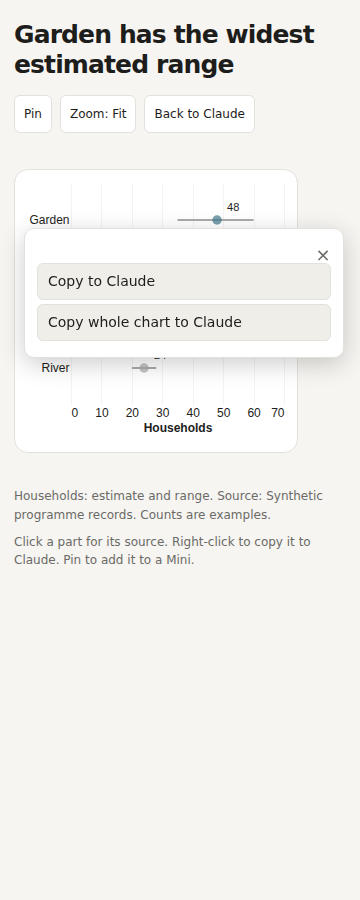 Garden has the widest
estimated range
Pin
Zoom: Fit
Back to Claude
48
Garden
×
Copy to Claude
Copy whole chart to Claude
River
0 10 20 30 40 50 60 70
Households
Households: estimate and range. Source: Synthetic
programme records. Counts are examples.
Click a part for its source. Right-click to copy it to
Claude. Pin to add it to a Mini.